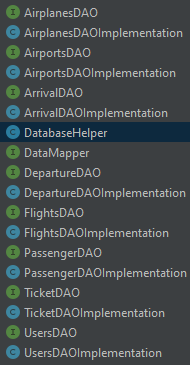 I AirplanesDAO
C AirplanesDAOImplementation
I AirportsDAO
C AirportsDAOImplementation
I ArrivalDAO
C ArrivalDAOImplementation
C DatabaseHelper
I DataMapper
I DepartureDAO
C DepartureDAOImplementation
I FlightsDAO
C FlightsDAOImplementation
I PassengerDAO
C PassengerDAOImplementation
I TicketDAO
C TicketDAOImplementation
I UsersDAO
C UsersDAOImplementation